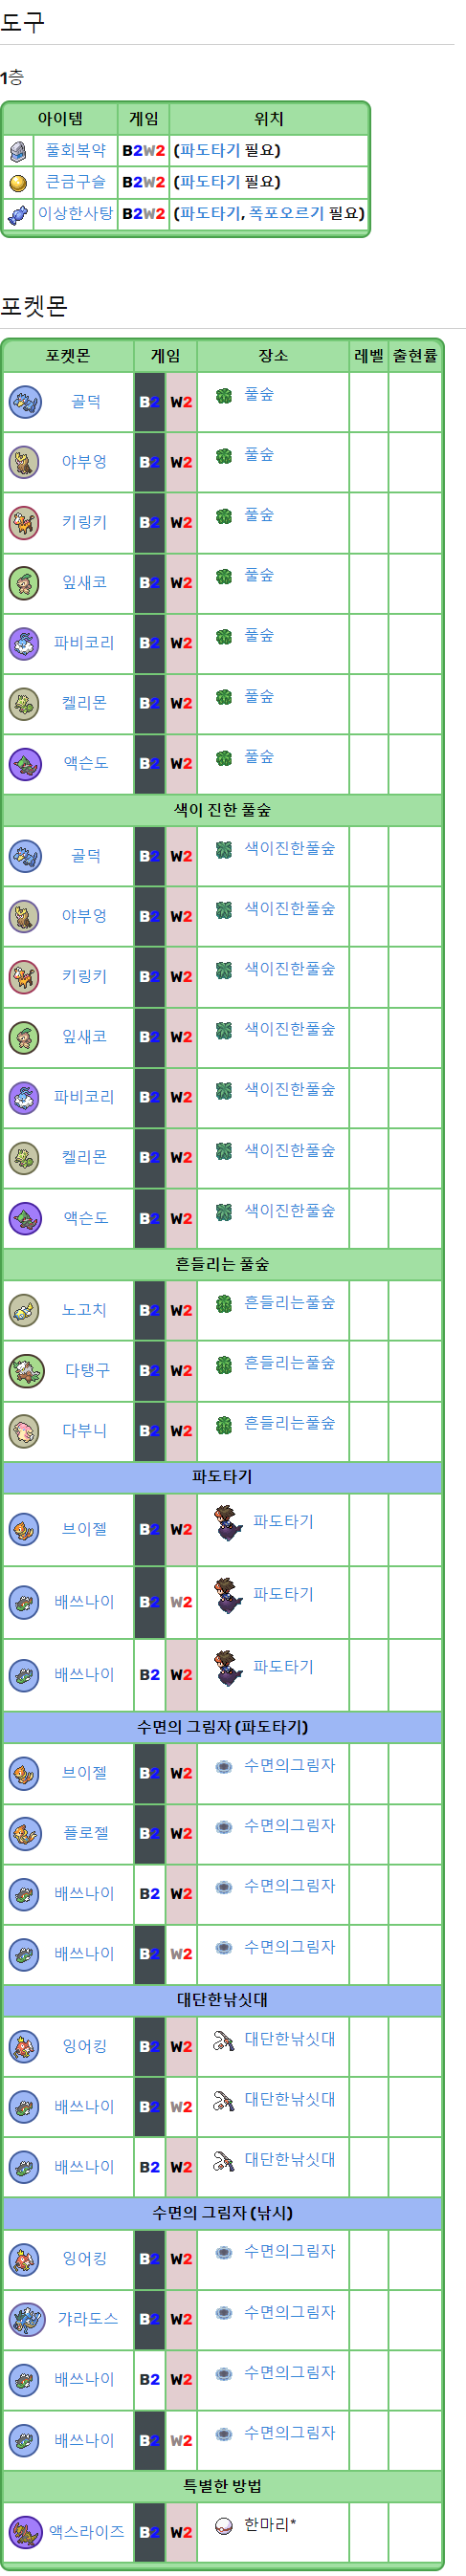 도구
1층
아이템 게임 위치
풀회복약 B2W2 (파도타기 필요)
큰금구슬 B2W2 (파도타기 필요)
이상한사탕 B2W2 (파도타기, 폭포오르기 필요)
포켓몬
포켓몬 게임 장소 레벨 출현률
골덕 B2 W2 풀숲
야부엉 B2 W2 풀숲
키링키 B2 W2 풀숲
잎새코 B2 W2 풀숲
파비코리 B2 W2 풀숲
켈리몬 B2 W2 풀숲
액슨도 B2 W2 풀숲
색이 진한 풀숲
골덕 B2 W2 색이진한풀숲
야부엉 B2 W2 색이진한풀숲
키링키 B2 W2 색이진한풀숲
잎새코 B2 W2 색이진한풀숲
파비코리 B2 W2 색이진한풀숲
켈리몬 B2 W2 색이진한풀숲
액슨도 B2 W2 색이진한풀숲
흔들리는 풀숲
노고치 B2 W2 흔들리는풀숲
다탱구 B2 W2 흔들리는풀숲
다부니 B2 W2 흔들리는풀숲
파도타기
브이젤 B2 W2 파도타기
배쓰나이 B2 W2 파도타기
배쓰나이 B2 W2 파도타기
수면의 그림자 (파도타기)
브이젤 B2 W2 수면의그림자
플로젤 B2 W2 수면의그림자
배쓰나이 B2 W2 수면의그림자
배쓰나이 B2 W2 수면의그림자
대단한낚싯대
잉어킹 B2 W2 대단한낚싯대
배쓰나이 B2 W2 대단한낚싯대
배쓰나이 B2 W2 대단한낚싯대
수면의 그림자 (낚시)
잉어킹 B2 W2 수면의그림자
갸라도스 B2 W2 수면의그림자
배쓰나이 B2 W2 수면의그림자
배쓰나이 B2 W2 수면의그림자
특별한 방법
액스라이즈 B2 W2 한마리*